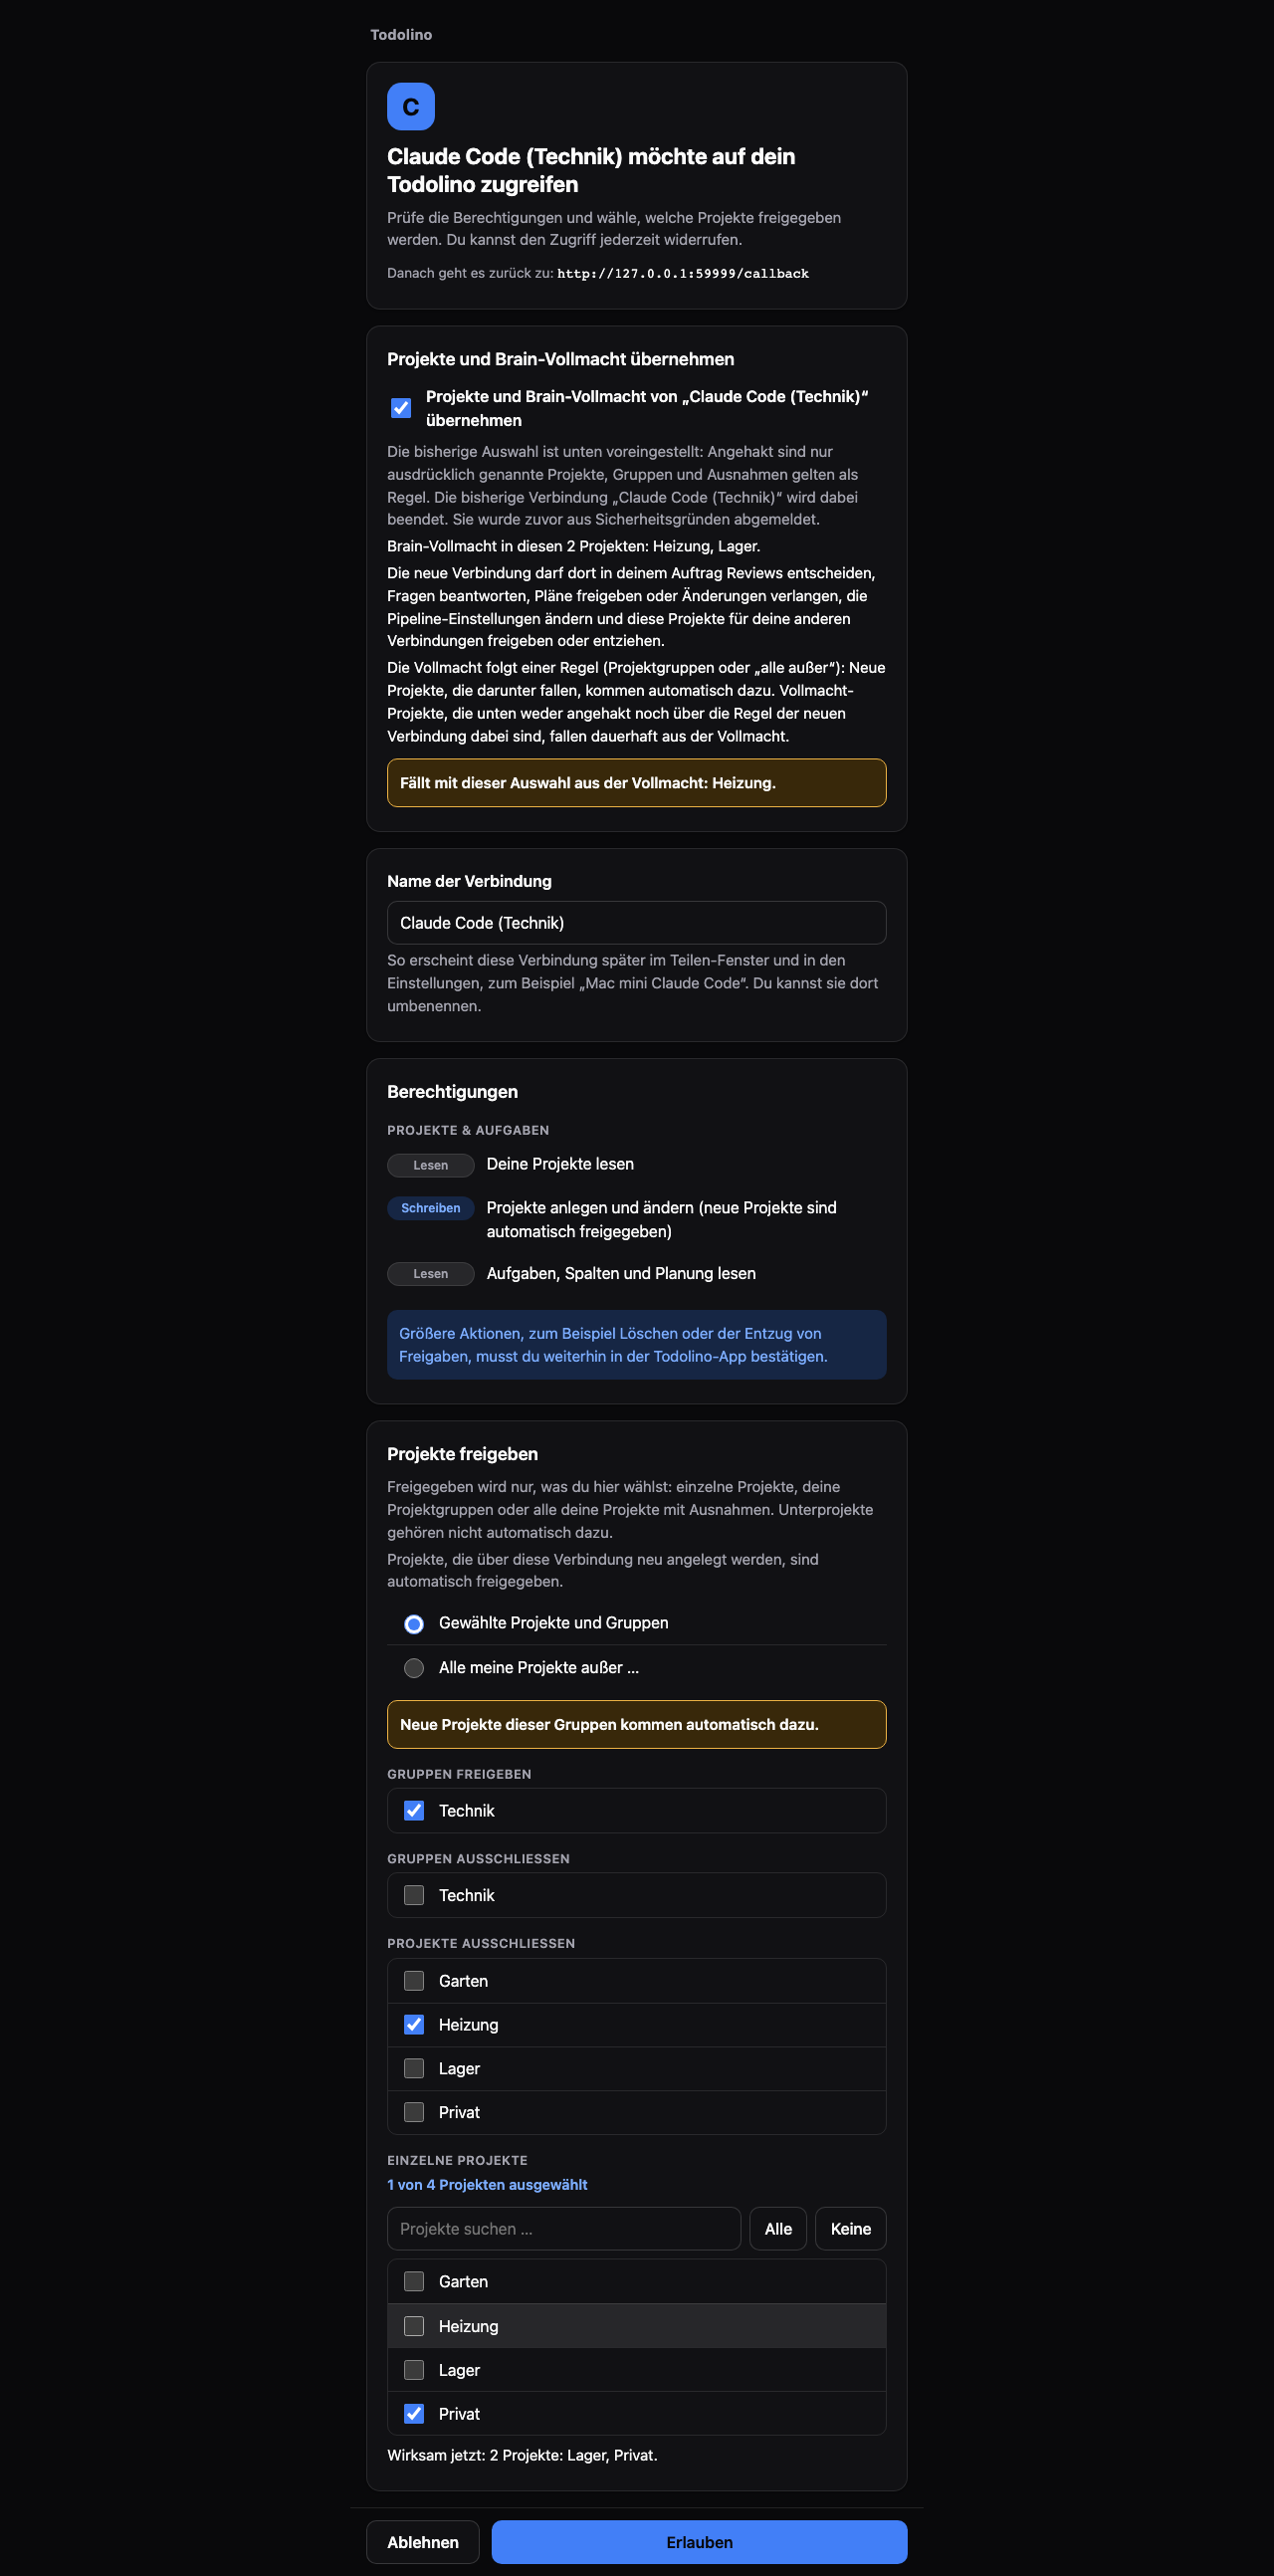 Todolino
C
Claude Code (Technik) möchte auf dein
Todolino zugreifen
Prüfe die Berechtigungen und wähle, welche Projekte freigegeben
werden. Du kannst den Zugriff jederzeit widerrufen.
Danach geht es zurück zu: http://127.0.0.1:59999/callback
Projekte und Brain-Vollmacht übernehmen
Projekte und Brain-Vollmacht von „Claude Code (Technik)“
übernehmen
Die bisherige Auswahl ist unten voreingestellt: Angehakt sind nur
ausdrücklich genannte Projekte, Gruppen und Ausnahmen gelten als
Regel. Die bisherige Verbindung „Claude Code (Technik)“ wird dabei
beendet. Sie wurde zuvor aus Sicherheitsgründen abgemeldet.
Brain-Vollmacht in diesen 2 Projekten: Heizung, Lager.
Die neue Verbindung darf dort in deinem Auftrag Reviews entscheiden,
Fragen beantworten, Pläne freigeben oder Änderungen verlangen, die
Pipeline-Einstellungen ändern und diese Projekte für deine anderen
Verbindungen freigeben oder entziehen.
Die Vollmacht folgt einer Regel (Projektgruppen oder „alle außer“): Neue
Projekte, die darunter fallen, kommen automatisch dazu. Vollmacht-
Projekte, die unten weder angehakt noch über die Regel der neuen
Verbindung dabei sind, fallen dauerhaft aus der Vollmacht.
Fällt mit dieser Auswahl aus der Vollmacht: Heizung.
Name der Verbindung
Claude Code (Technik)
So erscheint diese Verbindung später im Teilen-Fenster und in den
Einstellungen, zum Beispiel „Mac mini Claude Code“. Du kannst sie dort
umbenennen.
Berechtigungen
PROJEKTE & AUFGABEN
Lesen Deine Projekte lesen
Schreiben Projekte anlegen und ändern (neue Projekte sind
automatisch freigegeben)
Lesen Aufgaben, Spalten und Planung lesen
Größere Aktionen, zum Beispiel Löschen oder der Entzug von
Freigaben, musst du weiterhin in der Todolino-App bestätigen.
Projekte freigeben
Freigegeben wird nur, was du hier wählst: einzelne Projekte, deine
Projektgruppen oder alle deine Projekte mit Ausnahmen. Unterprojekte
gehören nicht automatisch dazu.
Projekte, die über diese Verbindung neu angelegt werden, sind
automatisch freigegeben.
Gewählte Projekte und Gruppen
Alle meine Projekte außer ...
Neue Projekte dieser Gruppen kommen automatisch dazu.
GRUPPEN FREIGEBEN
Technik
GRUPPEN AUSSCHLIESSEN
Technik
PROJEKTE AUSSCHLIESSEN
Garten
Heizung
Lager
Privat
EINZELNE PROJEKTE
1 von 4 Projekten ausgewählt
Projekte suchen ... Alle Keine
Garten
Heizung
Lager
Privat
Wirksam jetzt: 2 Projekte: Lager, Privat.
Ablehnen Erlauben